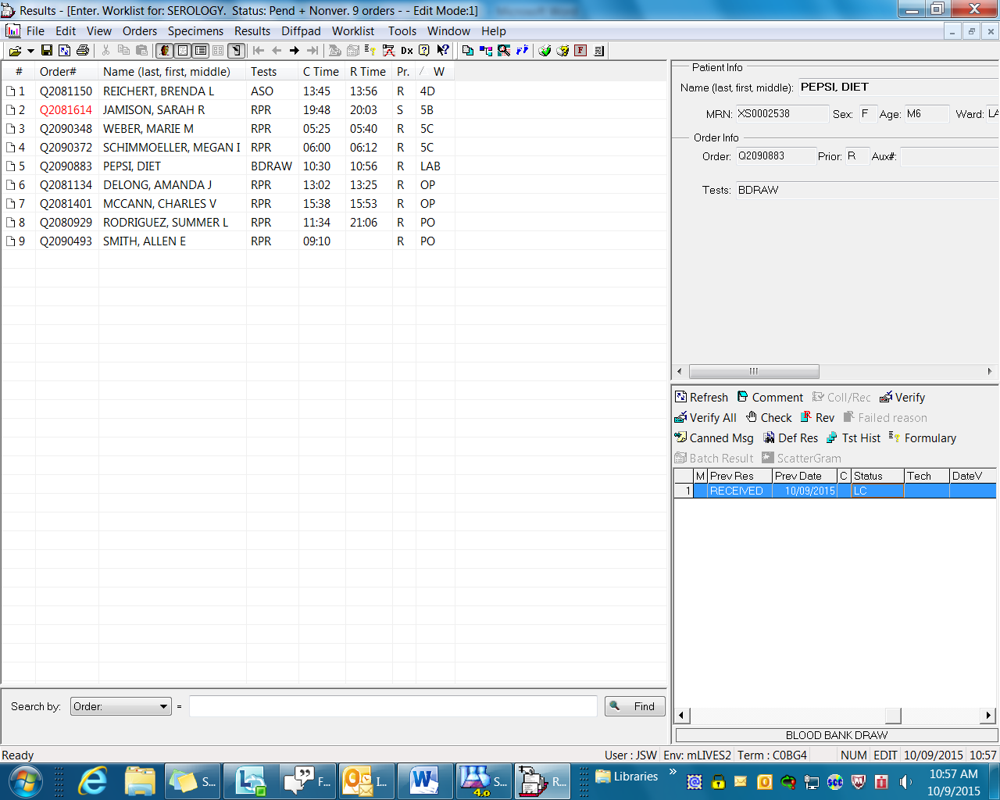 Results - [Enter. Worklist for: SEROLOGY.  Status: Pend + Nonver. 9 orders - - Edit Mode:1]
File Edit View Orders Specimens Results Diffpad Worklist Tools Window Help
Dx
# Order# Name (last, first, middle) Tests C Time R Time Pr. / W
1 Q2081150 REICHERT, BRENDA L ASO 13:45 13:56 R 4D
2 Q2081614 JAMISON, SARAH R RPR 19:48 20:03 S 5B
3 Q2090348 WEBER, MARIE M RPR 05:25 05:40 R 5C
4 Q2090372 SCHIMMOELLER, MEGAN I RPR 06:00 06:12 R 5C
5 Q2090883 PEPSI, DIET BDRAW 10:30 10:56 R LAB
6 Q2081134 DELONG, AMANDA J RPR 13:02 13:25 R OP
7 Q2081401 MCCANN, CHARLES V RPR 15:38 15:53 R OP
8 Q2080929 RODRIGUEZ, SUMMER L RPR 11:34 21:06 R PO
9 Q2090493 SMITH, ALLEN E RPR 09:10 R PO
Search by: Order: = Find
Patient Info
Name (last, first, middle): PEPSI, DIET
MRN: XS0002538 Sex: F Age: M6 Ward: LA
Order Info
Order: Q2090883 Prior: R Aux#:
Tests: BDRAW
Refresh Comment Coll/Rec Verify
Verify All Check Rev Failed reason
Canned Msg Def Res Tst Hist Formulary
Batch Result ScatterGram
M Prev Res Prev Date C Status Tech DateV
1 RECEIVED 10/09/2015 LC
BLOOD BANK DRAW
Ready User : JSW Env: mLIVES2 Term : C0BG4 NUM EDIT 10/09/2015 10:57
S... F... I... S... R... Libraries » 10:57 AM
4.0 10/9/2015